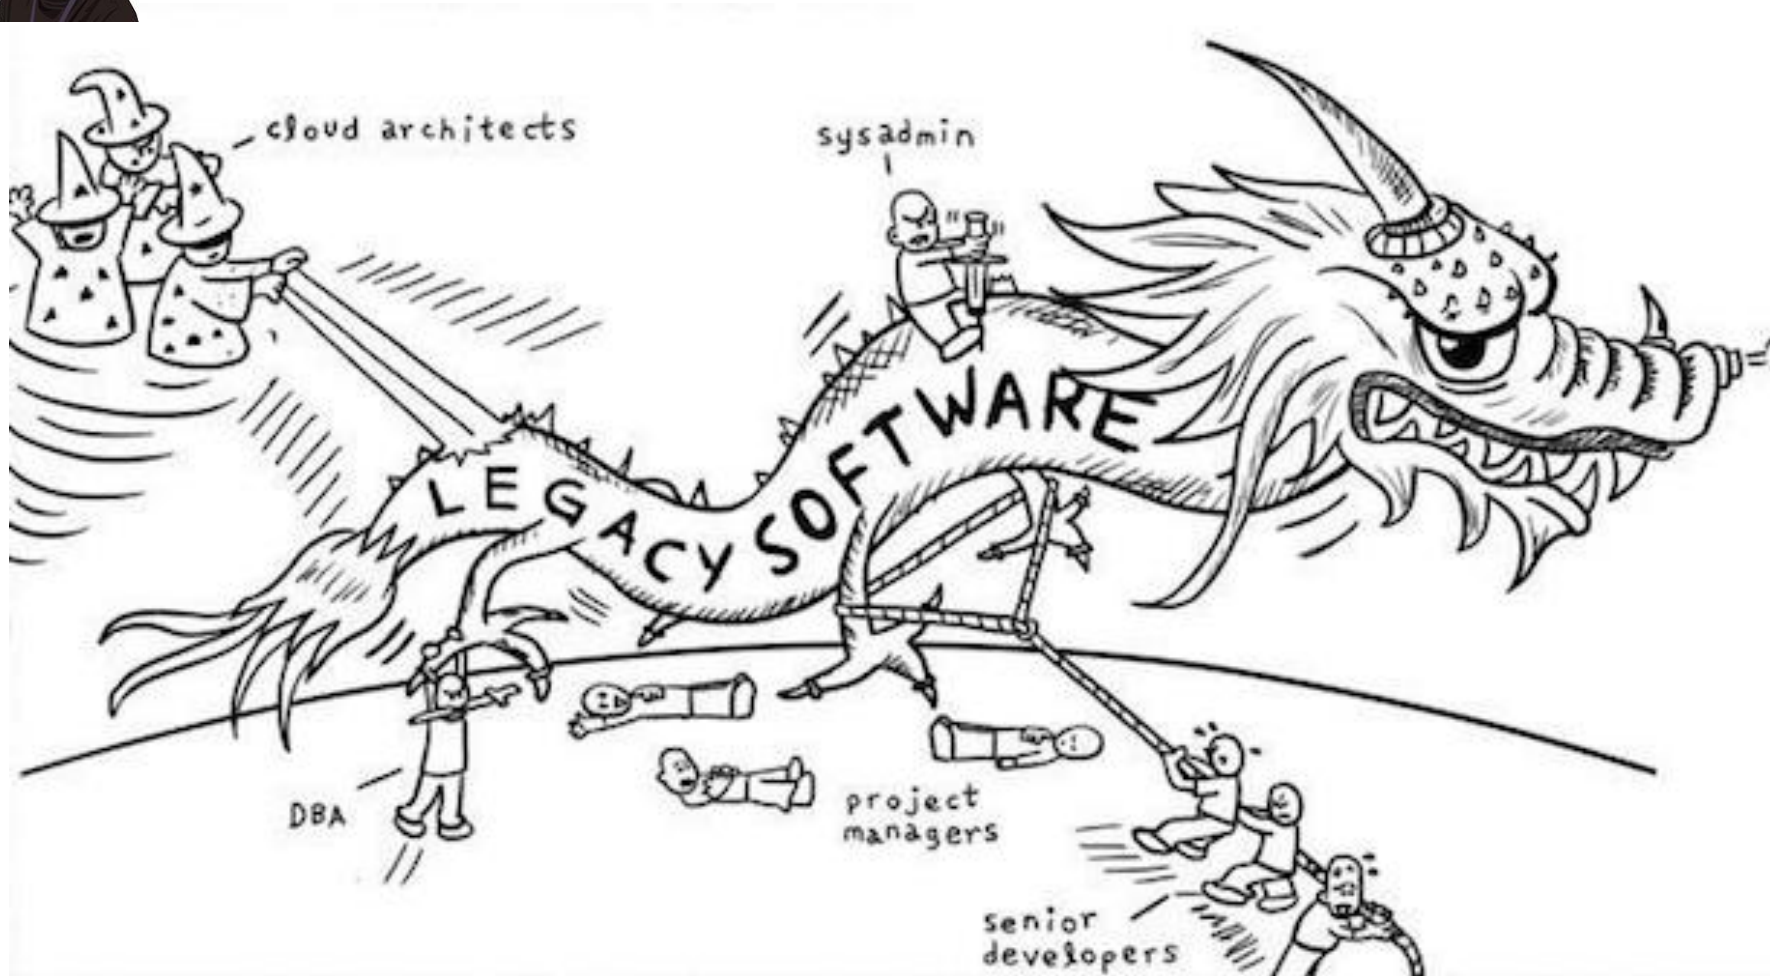 cloud architects
sysadmin
LEGACY SOFTWARE
DBA
project
managers
senior
developers